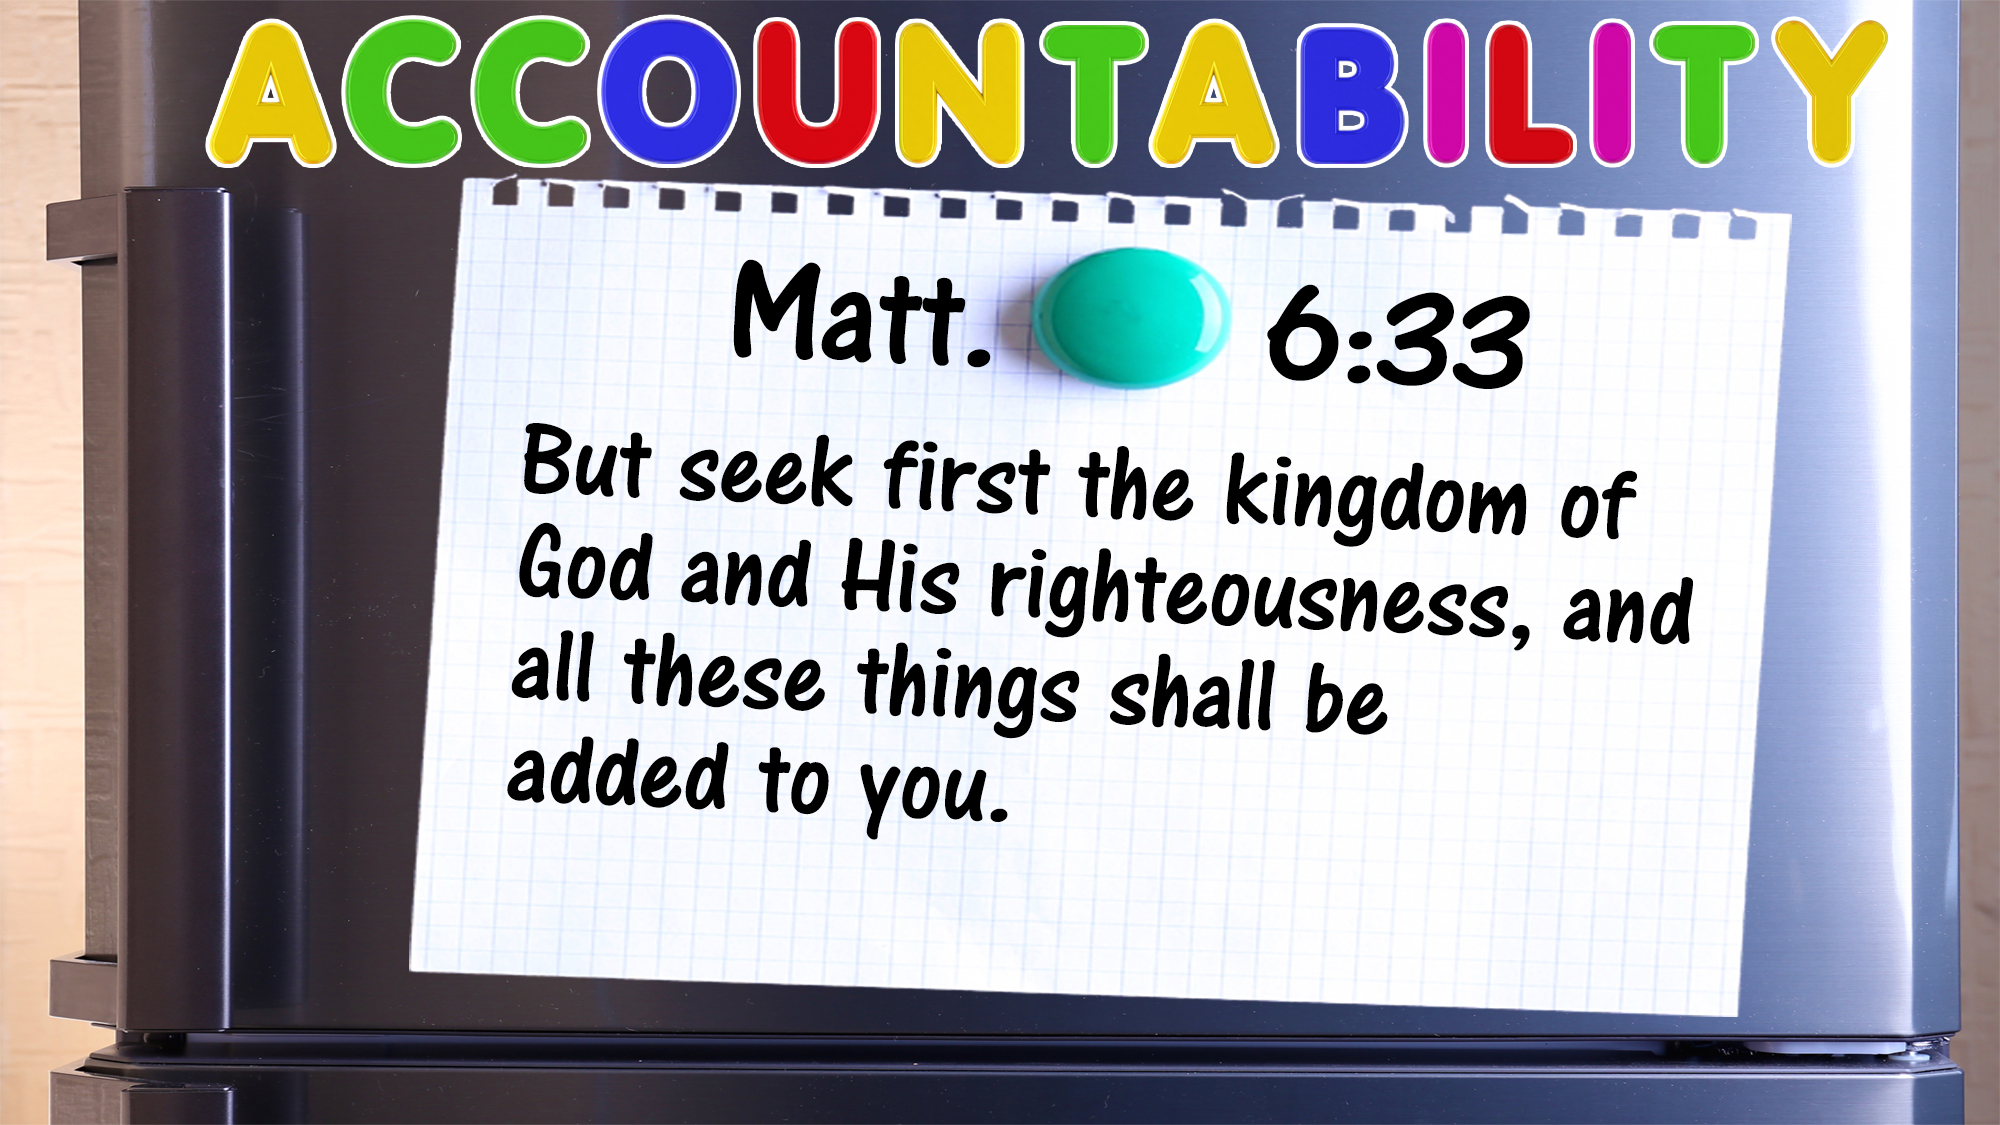 ACCOUNTABILITY
Matt. 6:33
But seek first the kingdom of
God and His righteousness, and
all these things shall be
added to you.